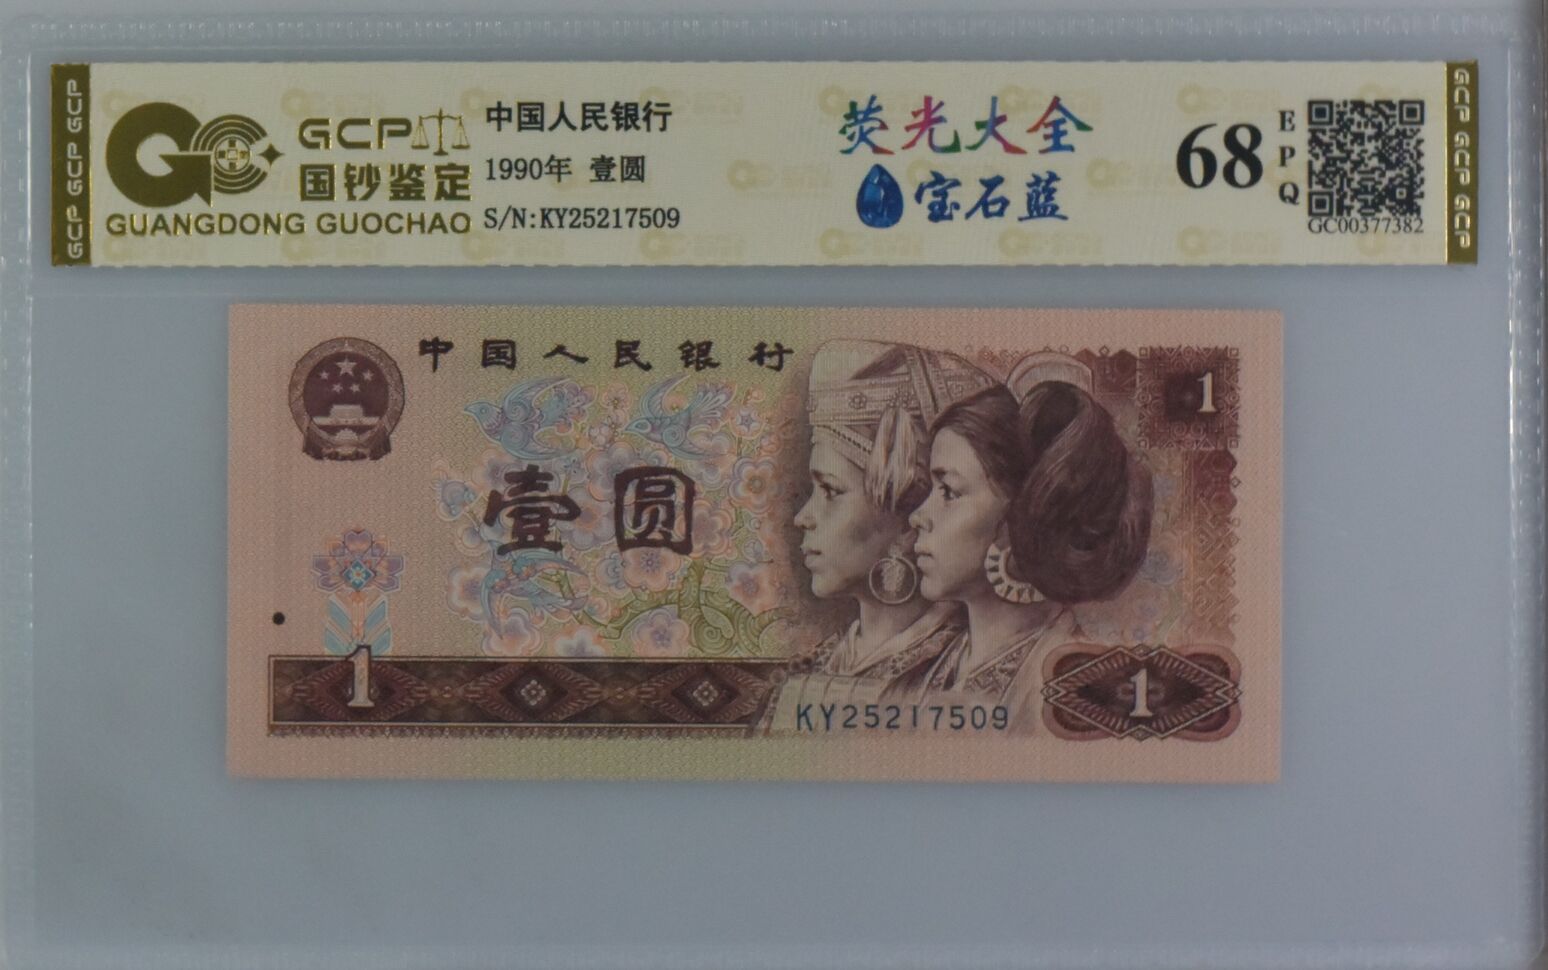 GCP GCP GCP
GCP
国钞鉴定
GUANGDONG GUOCHAO
中国人民银行
1990年 壹圆
S/N:KY25217509
荧光大全
宝石蓝
68
EPQ
GC00377382
GCP GCP GCP
中国人民银行
1
壹圆
1
KY25217509
1